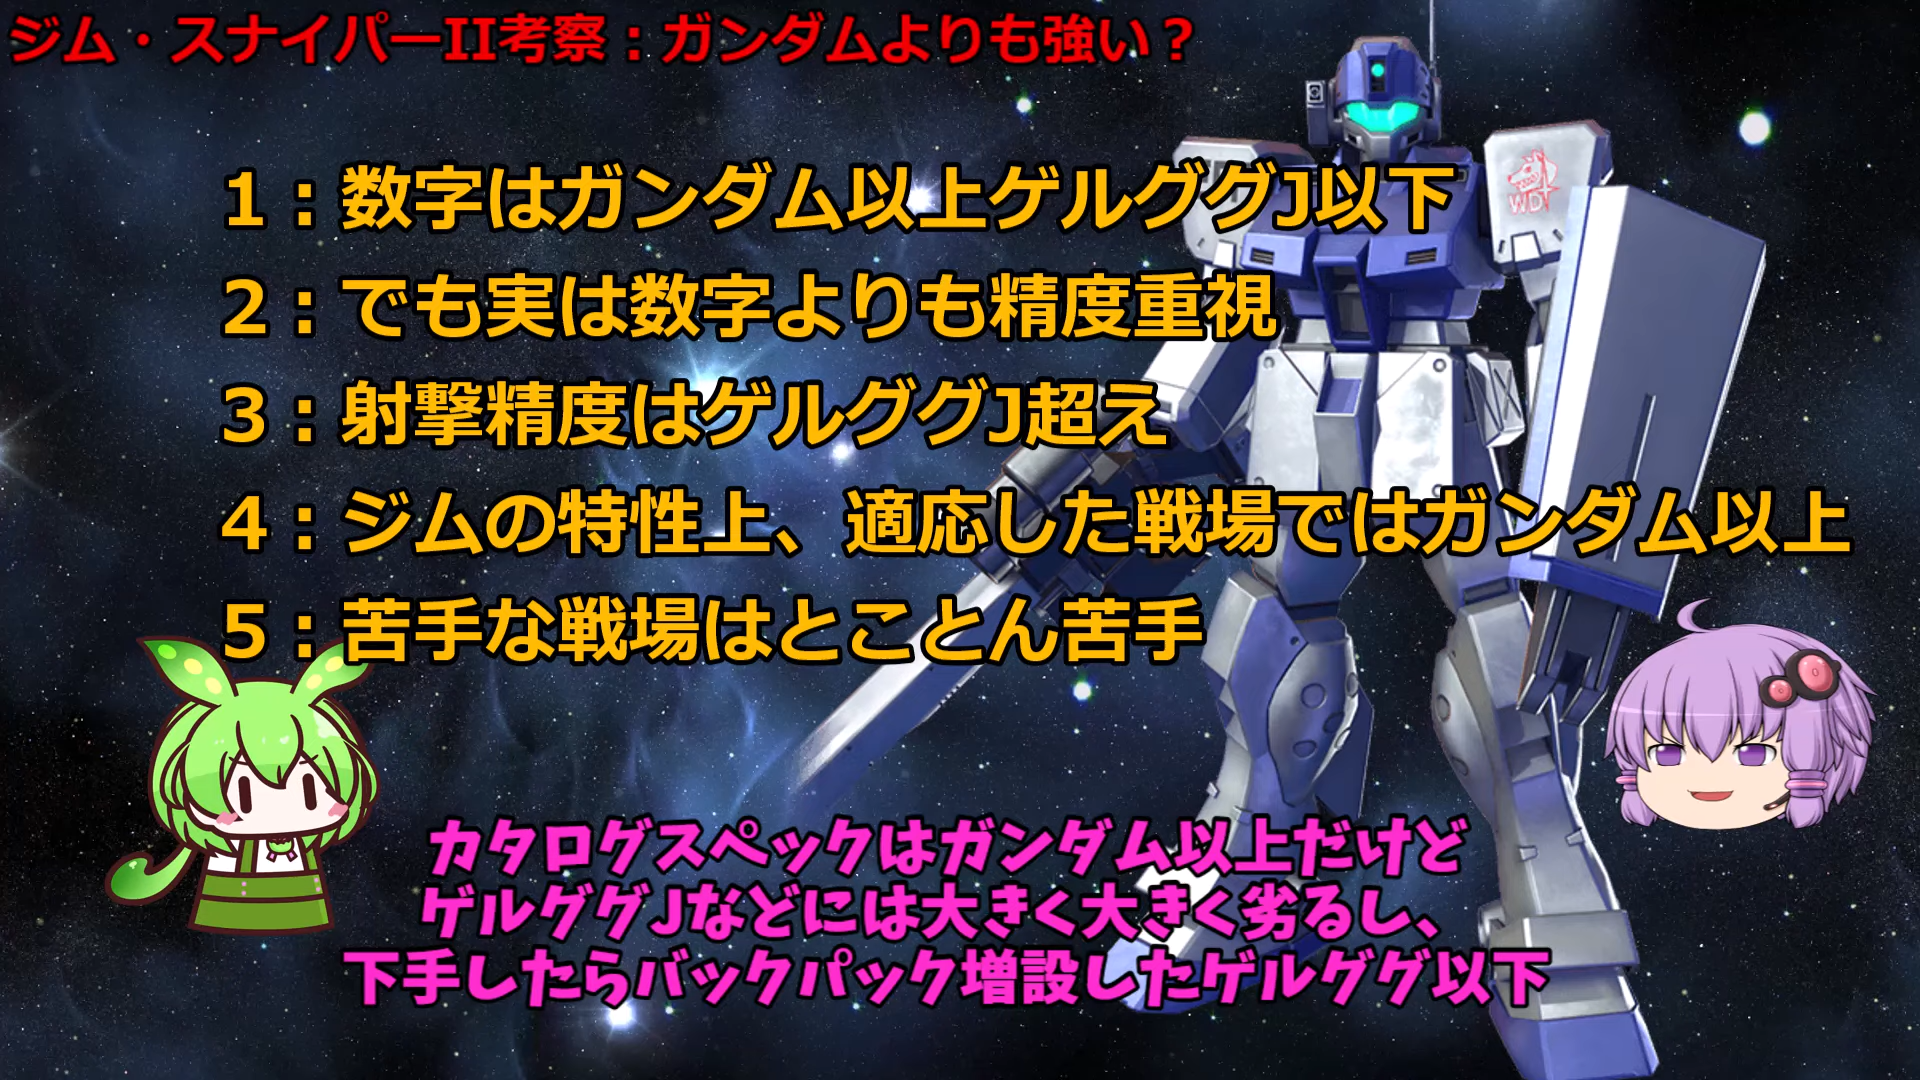 ジム・スナイパーII考察：ガンダムよりも強い？
1：数字はガンダム以上ゲルググJ以下
2：でも実は数字よりも精度重視
3：射撃精度はゲルググJ超え
4：ジムの特性上、適応した戦場ではガンダム以上
5：苦手な戦場はとことん苦手
WD
カタログスペックはガンダム以上だけど
ゲルググJなどには大きく大きく劣るし、
下手したらバックパック増設したゲルググ以下